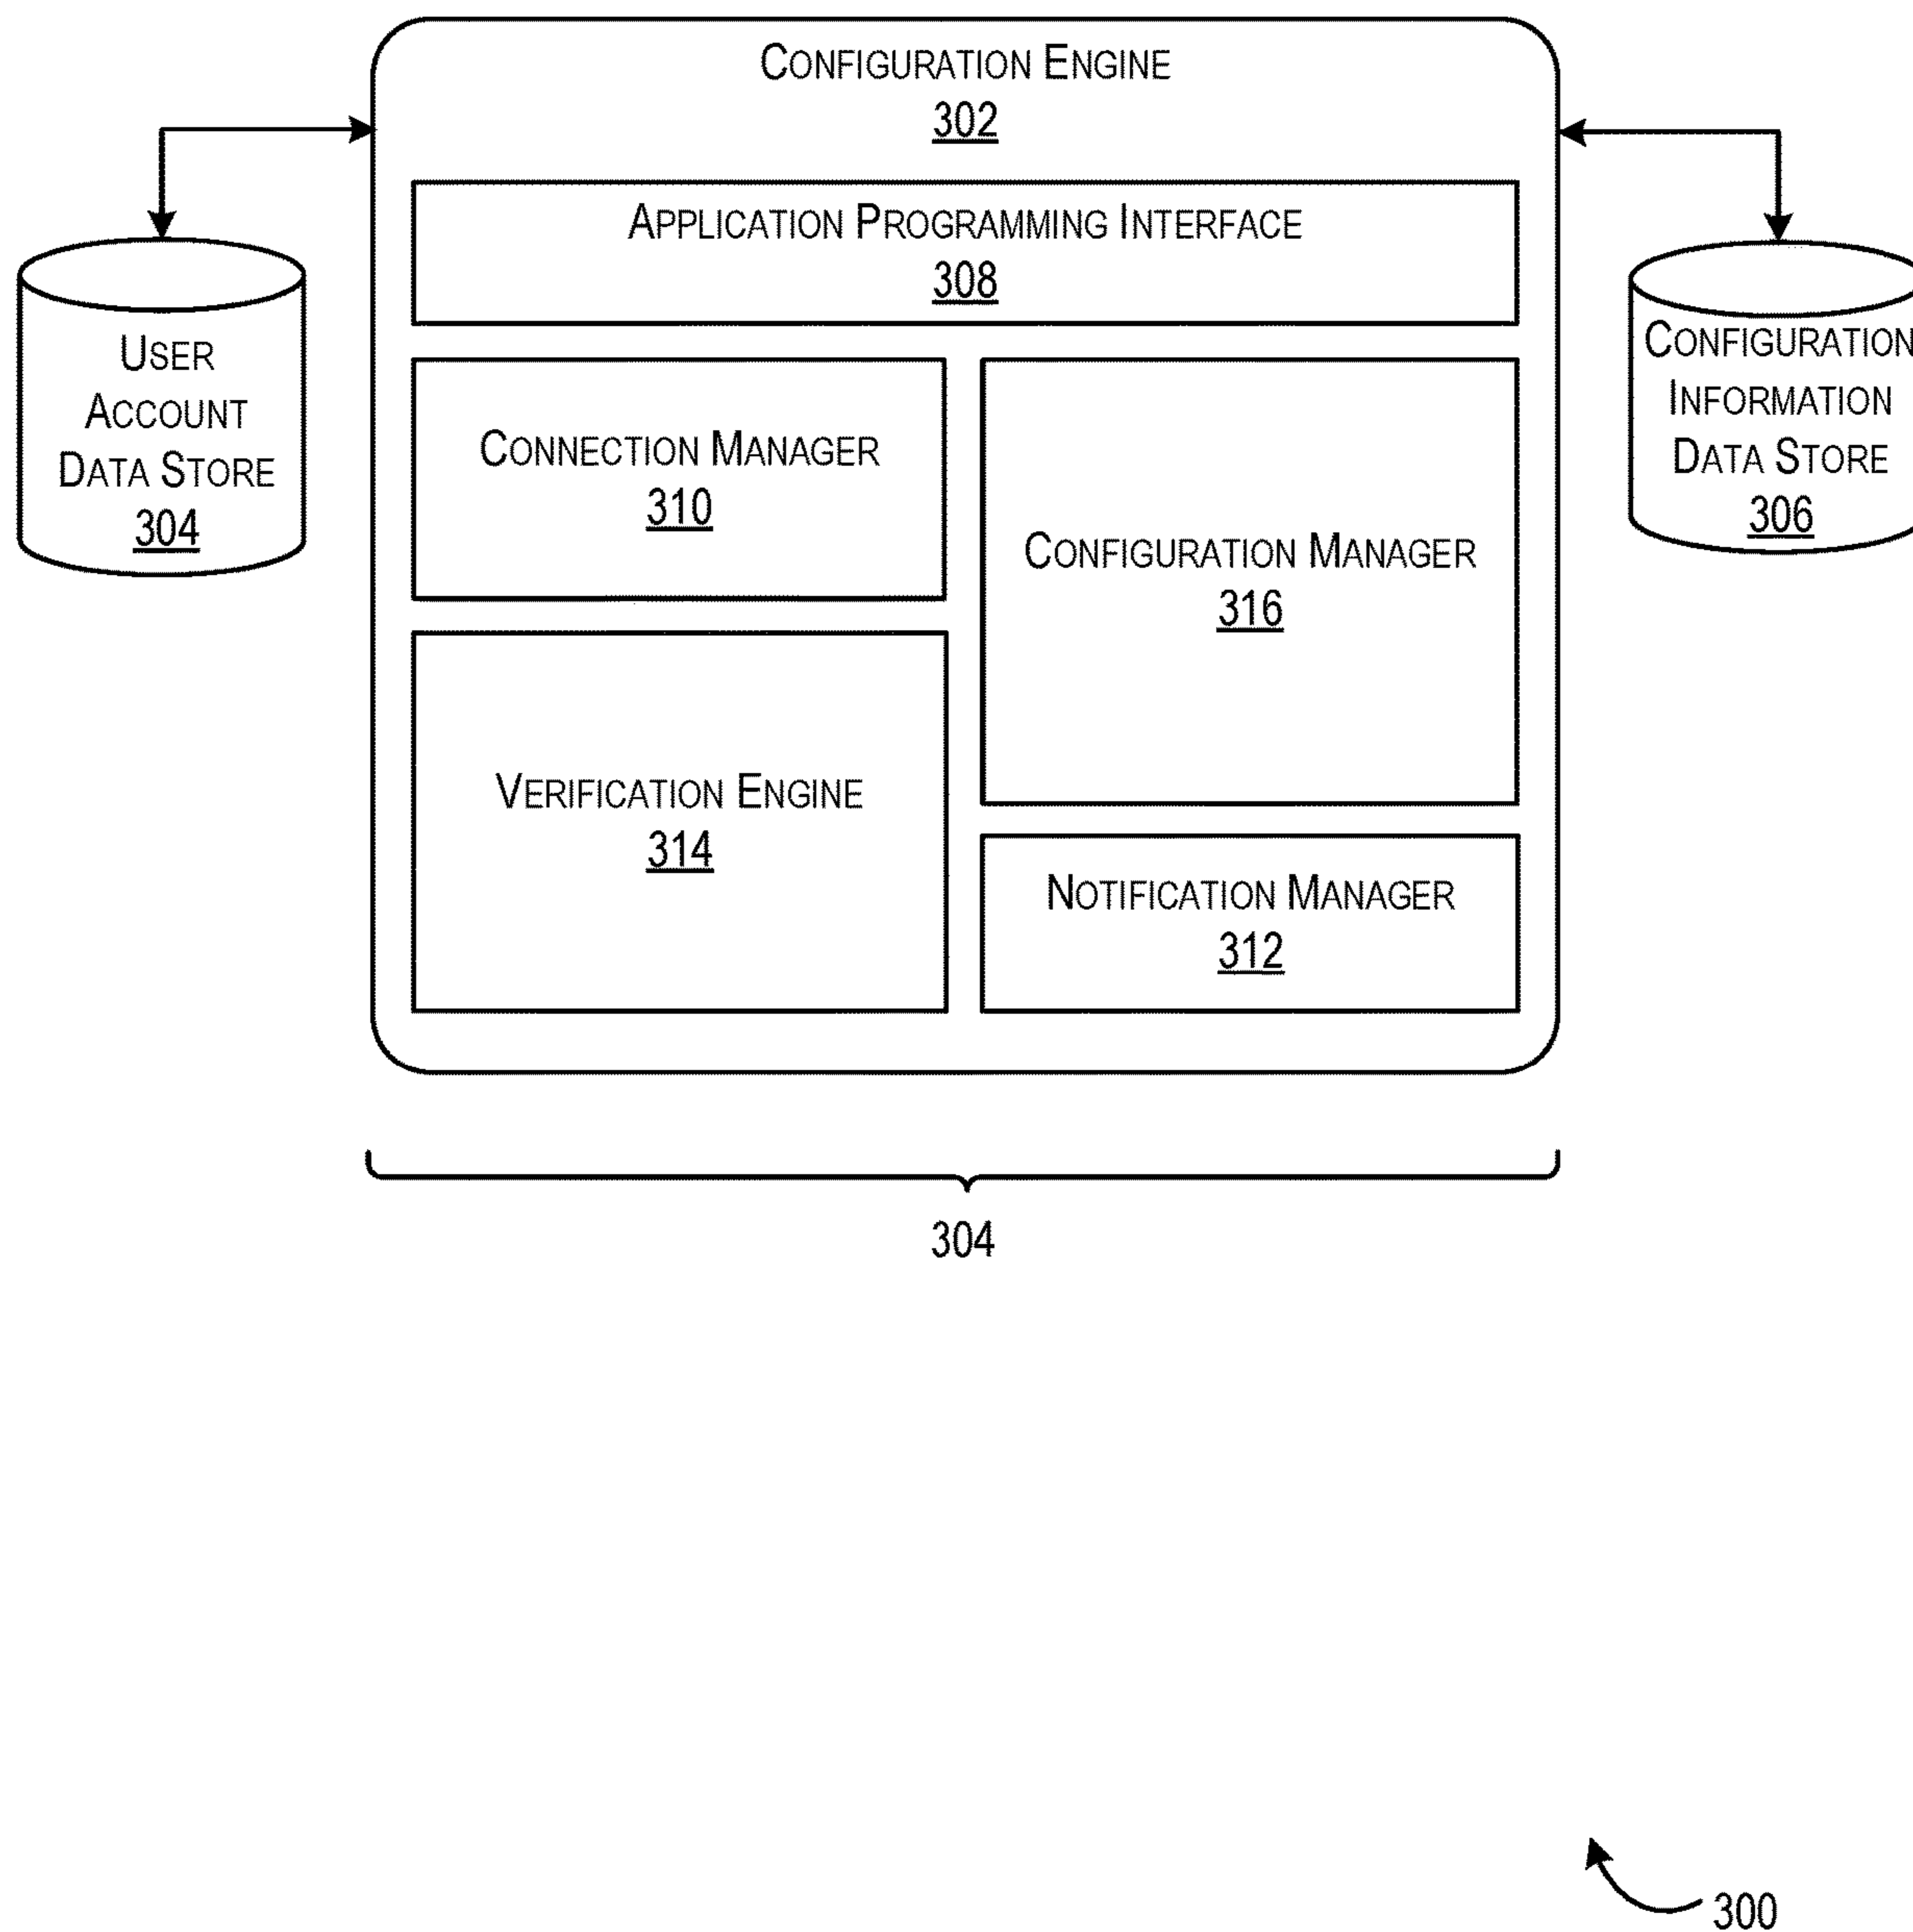 CONFIGURATION ENGINE
302
APPLICATION PROGRAMMING INTERFACE
308
USER
ACCOUNT
DATA STORE
304
CONNECTION MANAGER
310
CONFIGURATION MANAGER
316
CONFIGURATION
INFORMATION
DATA STORE
306
VERIFICATION ENGINE
314
NOTIFICATION MANAGER
312
304
300